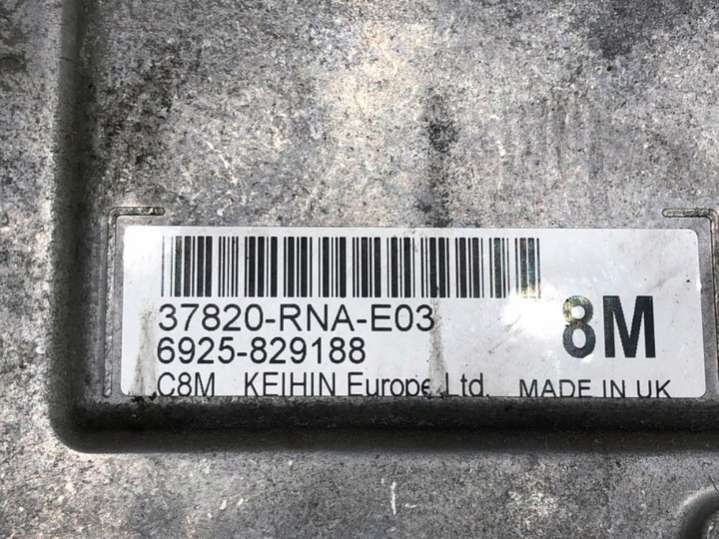 37820-RNA-E03
6925-829188
8M
C8M KEIHIN Europe Ltd. MADE IN UK